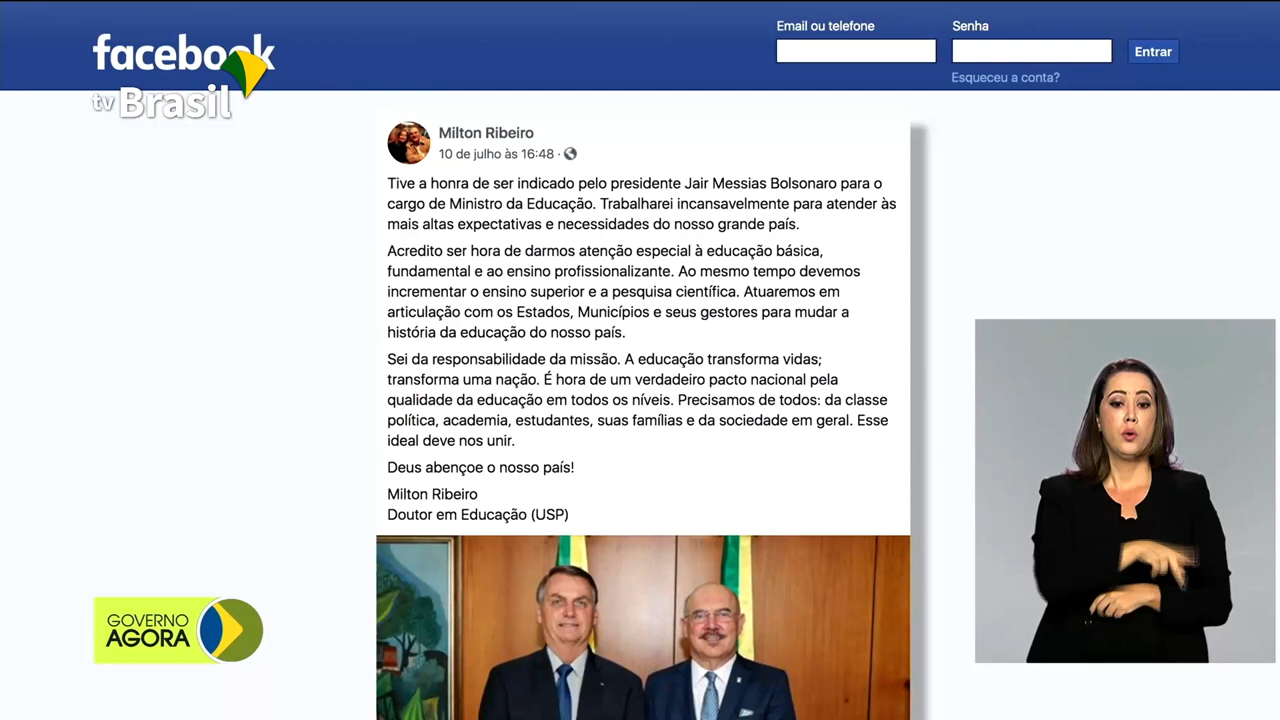 facebook
Email ou telefone
Senha
Entrar
Esqueceu a conta?
tv Brasil
Milton Ribeiro
10 de julho às 16:48 ·
Tive a honra de ser indicado pelo presidente Jair Messias Bolsonaro para o
cargo de Ministro da Educação. Trabalharei incansavelmente para atender às
mais altas expectativas e necessidades do nosso grande país.
Acredito ser hora de darmos atenção especial à educação básica,
fundamental e ao ensino profissionalizante. Ao mesmo tempo devemos
incrementar o ensino superior e a pesquisa científica. Atuaremos em
articulação com os Estados, Municípios e seus gestores para mudar a
história da educação do nosso país.
Sei da responsabilidade da missão. A educação transforma vidas;
transforma uma nação. É hora de um verdadeiro pacto nacional pela
qualidade da educação em todos os níveis. Precisamos de todos: da classe
política, academia, estudantes, suas famílias e da sociedade em geral. Esse
ideal deve nos unir.
Deus abençoe o nosso país!
Milton Ribeiro
Doutor em Educação (USP)
GOVERNO
AGORA